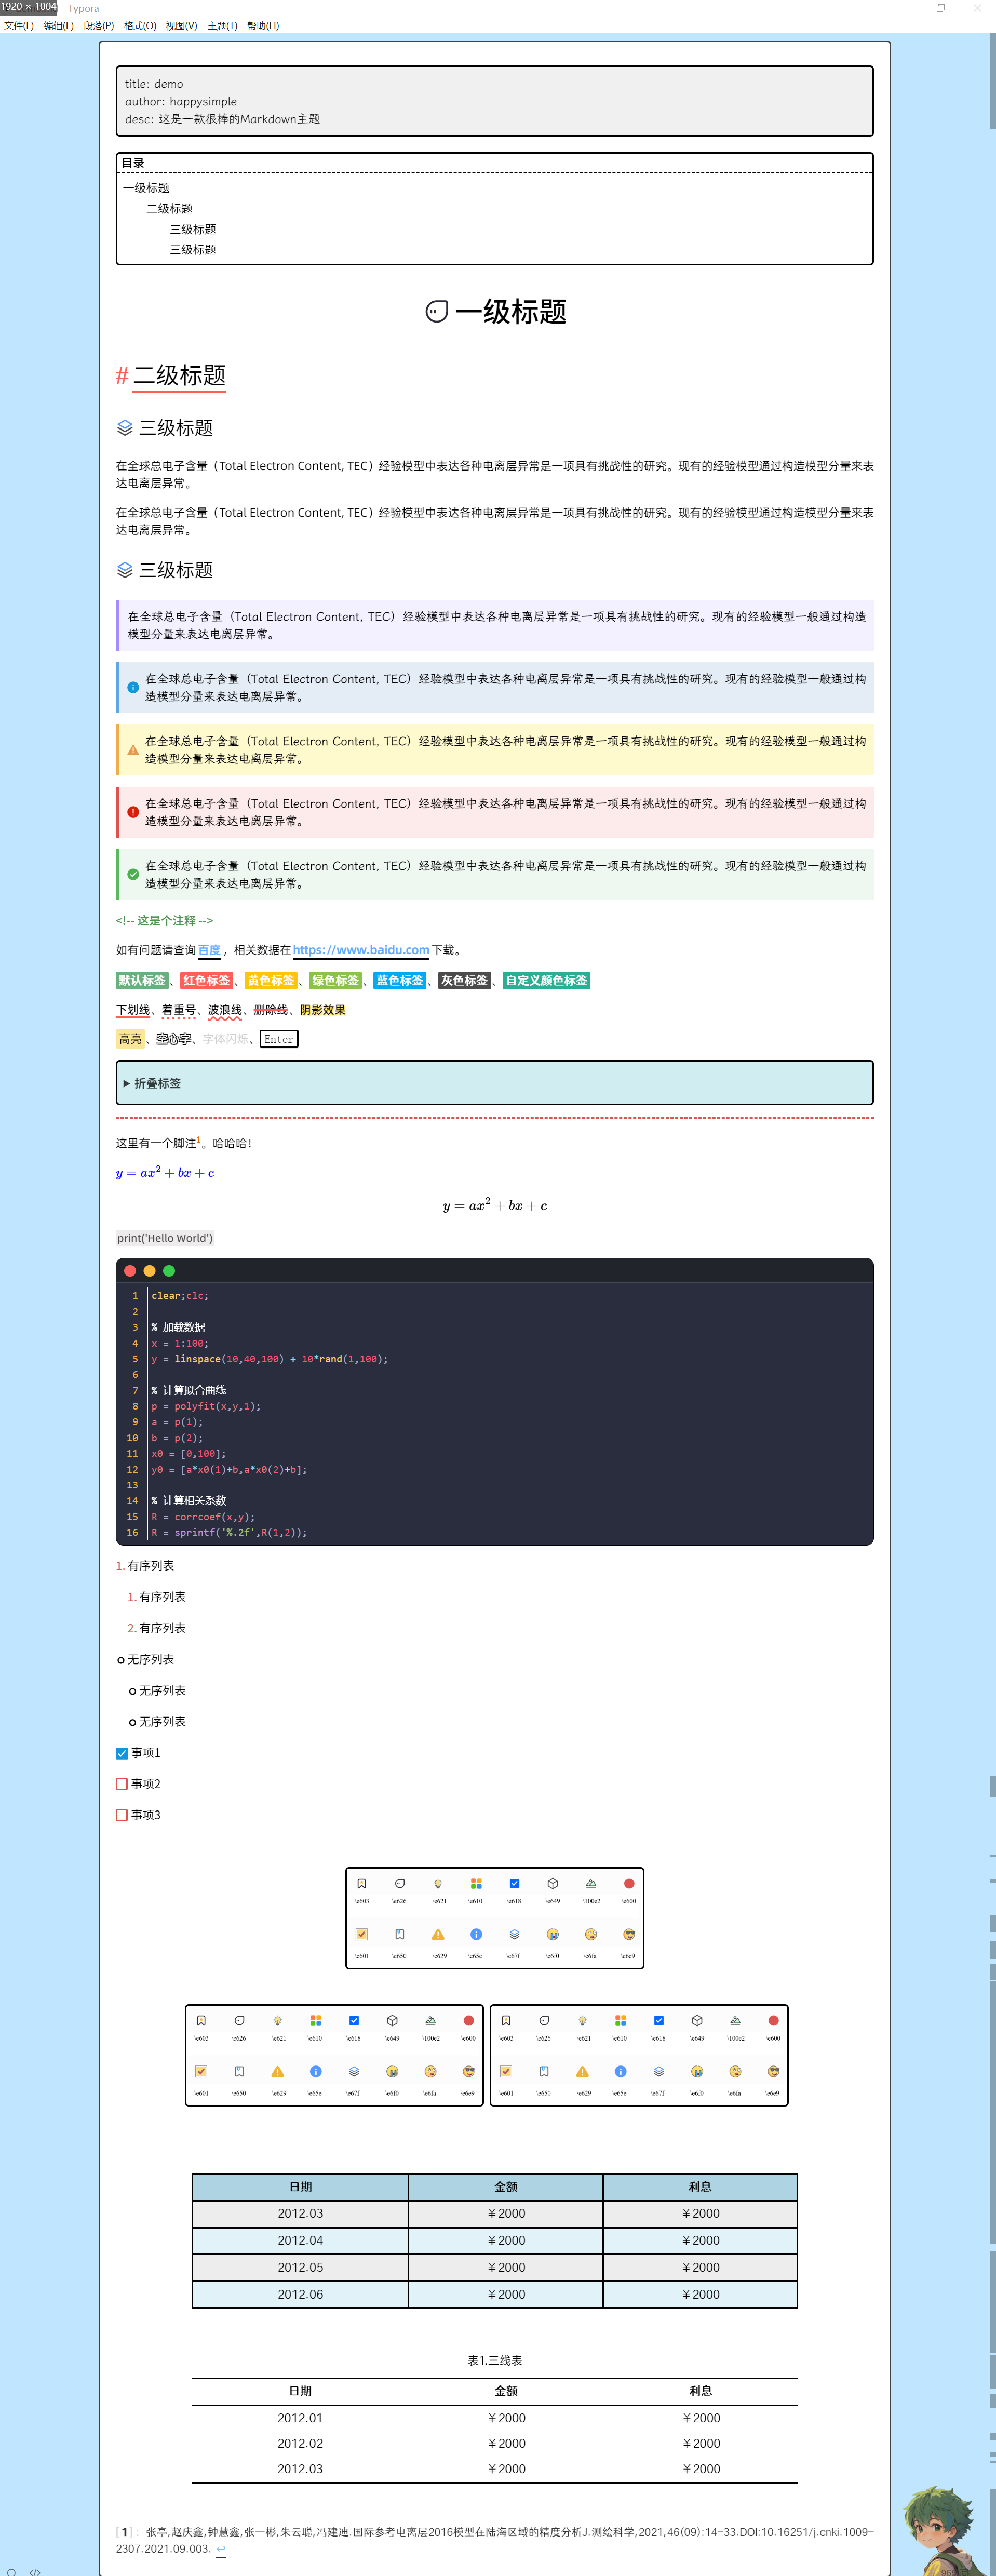 1920 × 1004
- Typora
文件(F) 编辑(E) 段落(P) 格式(O) 视图(V) 主题(T) 帮助(H)
title: demo
author: happysimple
desc: 这是一款很棒的Markdown主题
目录
一级标题
二级标题
三级标题
三级标题
一级标题
# 二级标题
三级标题
在全球总电子含量（Total Electron Content, TEC）经验模型中表达各种电离层异常是一项具有挑战性的研究。现有的经验模型通过构造模型分量来表
达电离层异常。
在全球总电子含量（Total Electron Content, TEC）经验模型中表达各种电离层异常是一项具有挑战性的研究。现有的经验模型通过构造模型分量来表
达电离层异常。
三级标题
在全球总电子含量（Total Electron Content, TEC）经验模型中表达各种电离层异常是一项具有挑战性的研究。现有的经验模型一般通过构造
模型分量来表达电离层异常。
在全球总电子含量（Total Electron Content, TEC）经验模型中表达各种电离层异常是一项具有挑战性的研究。现有的经验模型一般通过构
造模型分量来表达电离层异常。
在全球总电子含量（Total Electron Content, TEC）经验模型中表达各种电离层异常是一项具有挑战性的研究。现有的经验模型一般通过构
造模型分量来表达电离层异常。
在全球总电子含量（Total Electron Content, TEC）经验模型中表达各种电离层异常是一项具有挑战性的研究。现有的经验模型一般通过构
造模型分量来表达电离层异常。
在全球总电子含量（Total Electron Content, TEC）经验模型中表达各种电离层异常是一项具有挑战性的研究。现有的经验模型一般通过构
造模型分量来表达电离层异常。
<!-- 这是个注释 -->
如有问题请查询百度，相关数据在https://www.baidu.com下载。
默认标签、红色标签、黄色标签、绿色标签、蓝色标签、灰色标签、自定义颜色标签
下划线、着重号、波浪线、删除线、阴影效果
高亮、空心字、字体闪烁、Enter
▶ 折叠标签
这里有一个脚注¹。哈哈哈！
y = ax² + bx + c
y = ax² + bx + c
print('Hello World')
1 clear;clc;
2
3 % 加载数据
4 x = 1:100;
5 y = linspace(10,40,100) + 10*rand(1,100);
6
7 % 计算拟合曲线
8 p = polyfit(x,y,1);
9 a = p(1);
10 b = p(2);
11 x0 = [0,100];
12 y0 = [a*x0(1)+b,a*x0(2)+b];
13
14 % 计算相关系数
15 R = corrcoef(x,y);
16 R = sprintf('%.2f',R(1,2));
1. 有序列表
1. 有序列表
2. 有序列表
无序列表
无序列表
无序列表
事项1
事项2
事项3
\e603 \e626 \e621 \e610 \e618 \e649 \100e2 \e600
\e601 \e650 \e629 \e65e \e67f \e6f0 \e6fa \e6e9
\e603 \e626 \e621 \e610 \e618 \e649 \100e2 \e600 \e603 \e626 \e621 \e610 \e618 \e649 \100e2 \e600
\e601 \e650 \e629 \e65e \e67f \e6f0 \e6fa \e6e9 \e601 \e650 \e629 \e65e \e67f \e6f0 \e6fa \e6e9
日期 金额 利息
2012.03 ￥2000 ￥2000
2012.04 ￥2000 ￥2000
2012.05 ￥2000 ￥2000
2012.06 ￥2000 ￥2000
表1.三线表
日期 金额 利息
2012.01 ￥2000 ￥2000
2012.02 ￥2000 ￥2000
2012.03 ￥2000 ￥2000
[1]: 张亭,赵庆鑫,钟慧鑫,张一彬,朱云聪,冯建迪.国际参考电离层2016模型在陆海区域的精度分析J.测绘科学,2021,46(09):14-33.DOI:10.16251/j.cnki.1009-
2307.2021.09.003. ↩